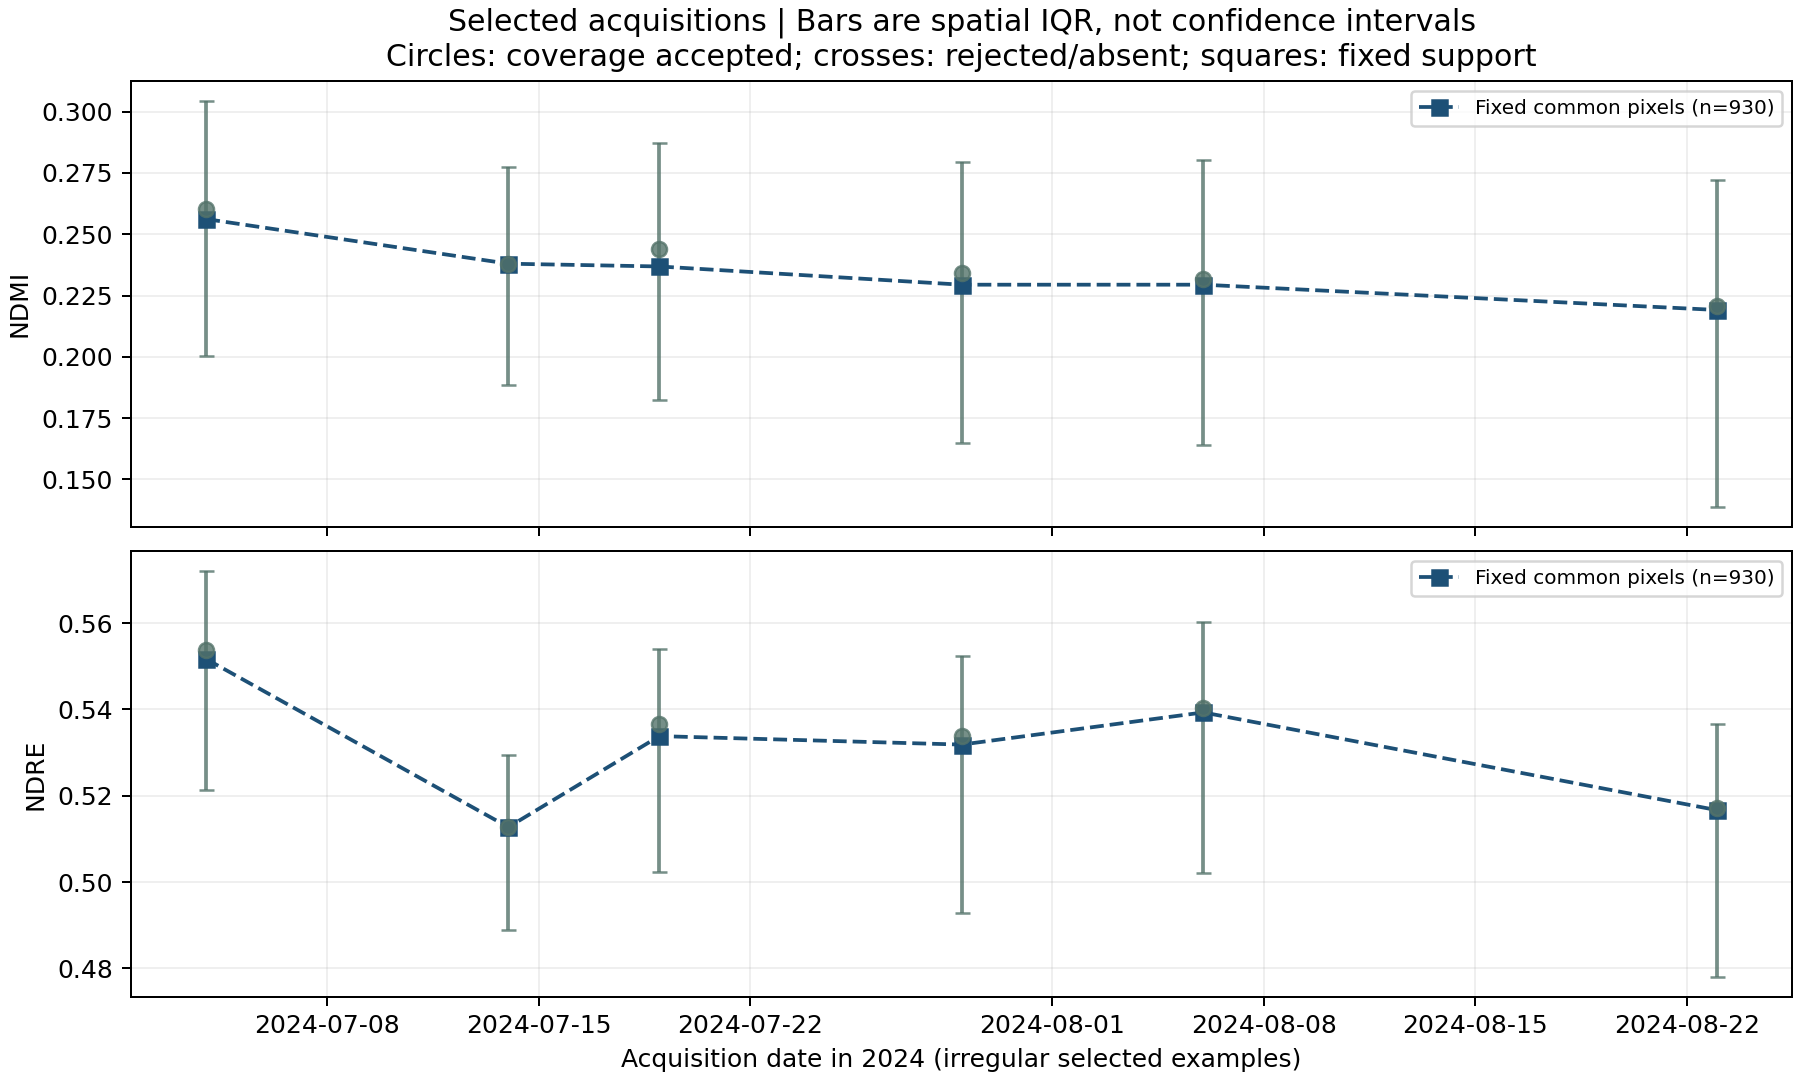 Selected acquisitions | Bars are spatial IQR, not confidence intervals
Circles: coverage accepted; crosses: rejected/absent; squares: fixed support
Fixed common pixels (n=930)
0.300
0.275
0.250
0.225
0.200
0.175
0.150
NDMI
Fixed common pixels (n=930)
0.56
0.54
0.52
0.50
0.48
NDRE
2024-07-08 2024-07-15 2024-07-22 2024-08-01 2024-08-08 2024-08-15 2024-08-22
Acquisition date in 2024 (irregular selected examples)